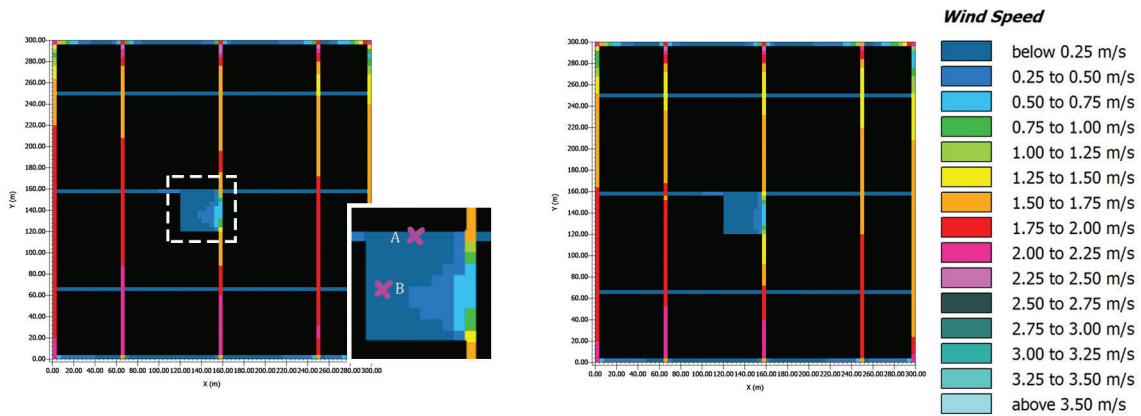 Wind Speed
below 0.25 m/s
0.25 to 0.50 m/s
0.50 to 0.75 m/s
0.75 to 1.00 m/s
1.00 to 1.25 m/s
1.25 to 1.50 m/s
1.50 to 1.75 m/s
1.75 to 2.00 m/s
2.00 to 2.25 m/s
2.25 to 2.50 m/s
2.50 to 2.75 m/s
2.75 to 3.00 m/s
3.00 to 3.25 m/s
3.25 to 3.50 m/s
above 3.50 m/s
300.00
280.00
260.00
240.00
220.00
200.00
180.00
160.00
140.00
120.00
100.00
80.00
60.00
40.00
20.00
0.00
Y (m)
0.00 20.00 40.00 60.00 80.00 100.00 120.00 140.00 160.00 180.00 200.00 220.00 240.00 260.00 280.00 300.00
X (m)
A
B
300.00
280.00
260.00
240.00
220.00
200.00
180.00
160.00
140.00
120.00
100.00
80.00
60.00
40.00
20.00
0.00
Y (m)
0.00 20.00 40.00 60.00 80.00 100.00 120.00 140.00 160.00 180.00 200.00 220.00 240.00 260.00 280.00 300.00
X (m)